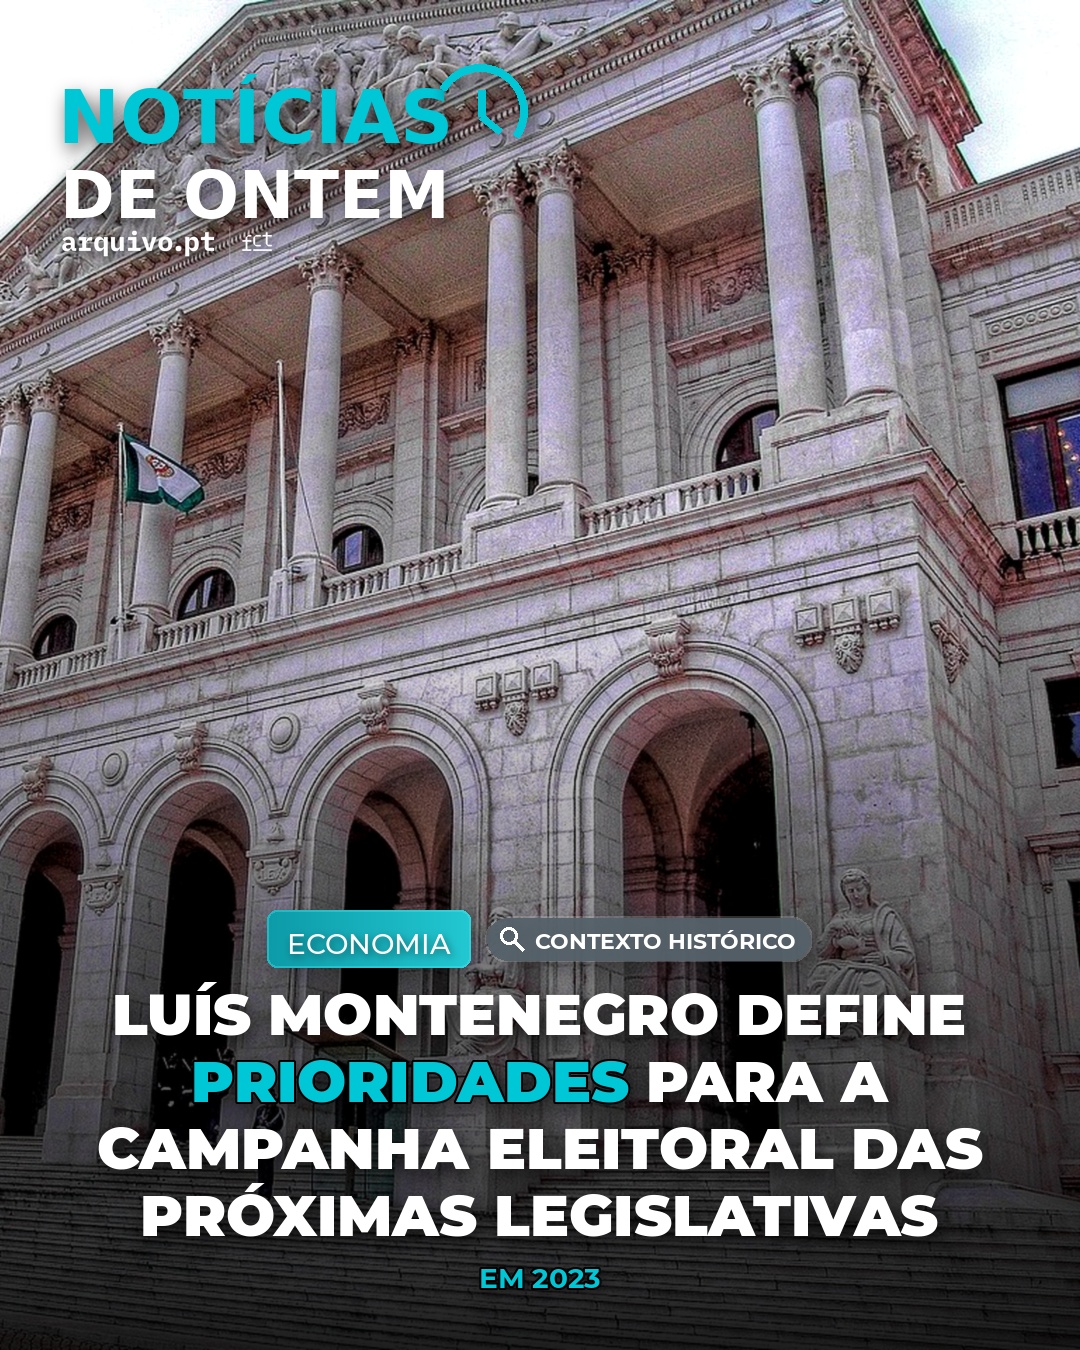 NOTÍCIAS
DE ONTEM
arquivo.pt fct
ECONOMIA
CONTEXTO HISTÓRICO
LUÍS MONTENEGRO DEFINE
PRIORIDADES PARA A
CAMPANHA ELEITORAL DAS
PRÓXIMAS LEGISLATIVAS
EM 2023